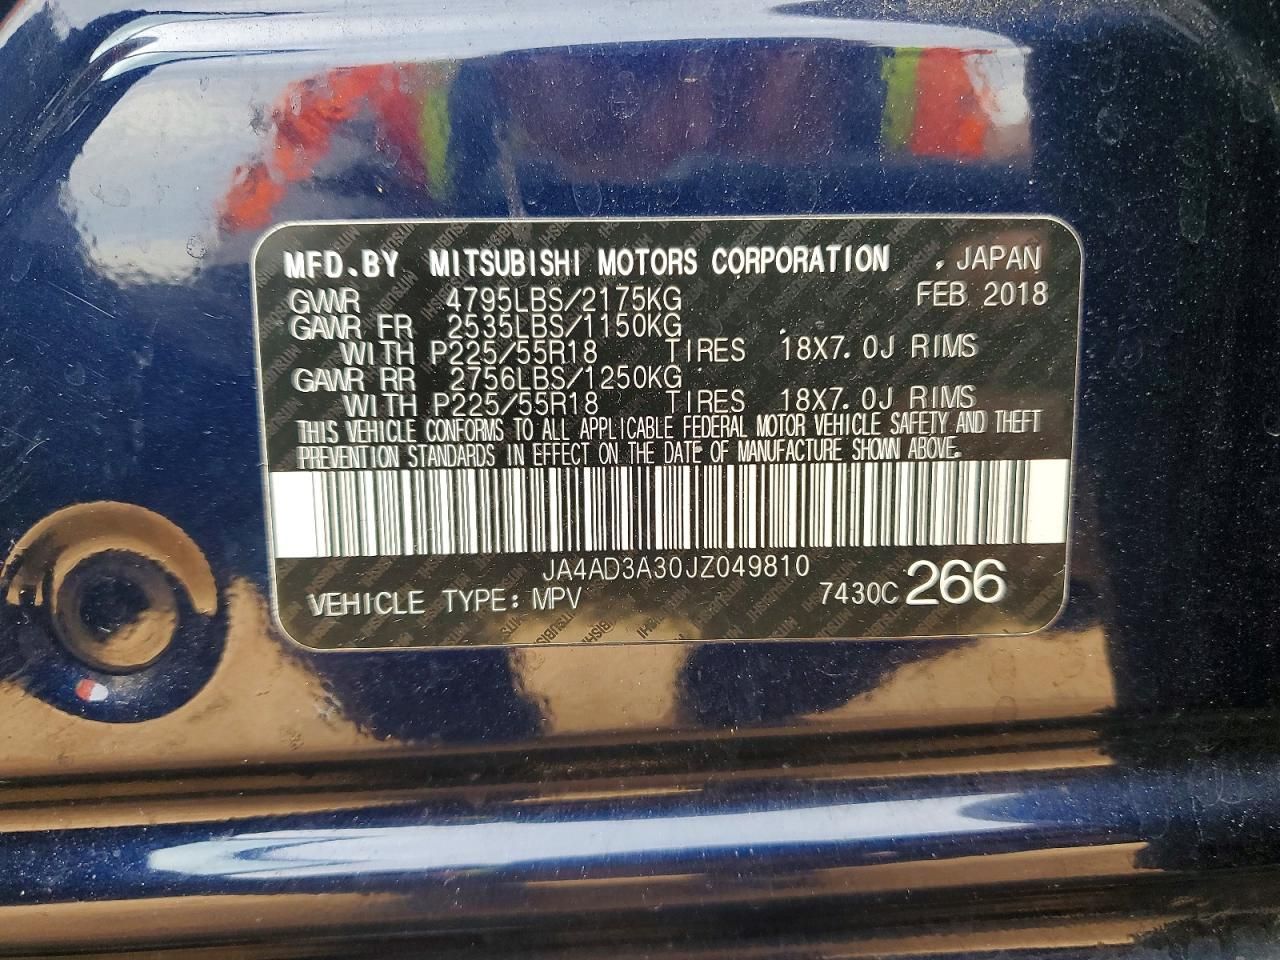 MFD.BY MITSUBISHI MOTORS CORPORATION , JAPAN
GVWR 4795LBS/2175KG FEB 2018
GAWR FR 2535LBS/1150KG
WITH P225/55R18 TIRES 18X7.0J RIMS
GAWR RR 2756LBS/1250KG
WITH P225/55R18 TIRES 18X7.0J RIMS
THIS VEHICLE CONFORMS TO ALL APPLICABLE FEDERAL MOTOR VEHICLE SAFETY AND THEFT
PREVENTION STANDARDS IN EFFECT ON THE DATE OF MANUFACTURE SHOWN ABOVE.
JA4AD3A30JZ049810
VEHICLE TYPE: MPV 7430C 266